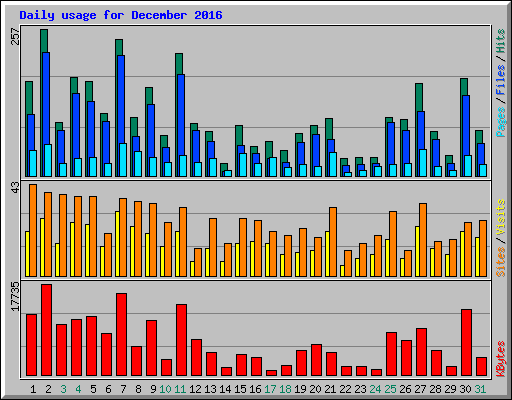 Daily usage for December 2016
257
Pages / Files / Hits
43
Sites / Visits
17735
KBytes
1 2 3 4 5 6 7 8 9 10 11 12 13 14 15 16 17 18 19 20 21 22 23 24 25 26 27 28 29 30 31